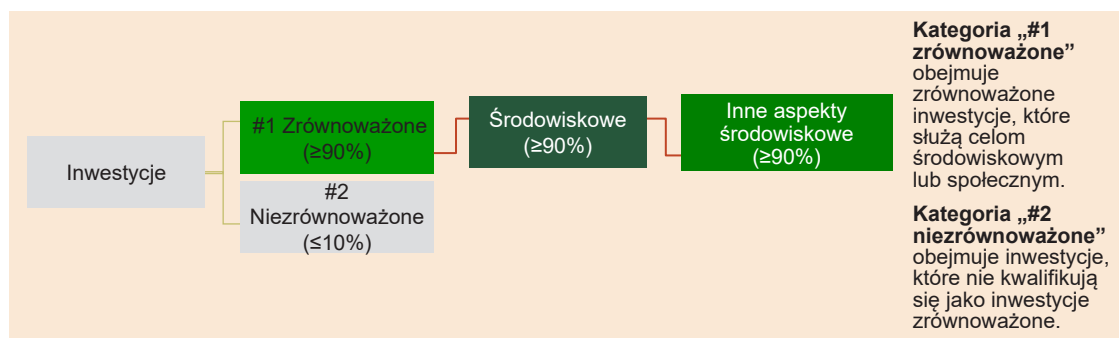 Inwestycje
#1 Zrównoważone
(≥90%)
#2
Niezrównoważone
(≤10%)
Środowiskowe
(≥90%)
Inne aspekty
środowiskowe
(≥90%)
Kategoria „#1
zrównoważone”
obejmuje
zrównoważone
inwestycje, które
służą celom
środowiskowym
lub społecznym.
Kategoria „#2
niezrównoważone”
obejmuje inwestycje,
które nie kwalifikują
się jako inwestycje
zrównoważone.